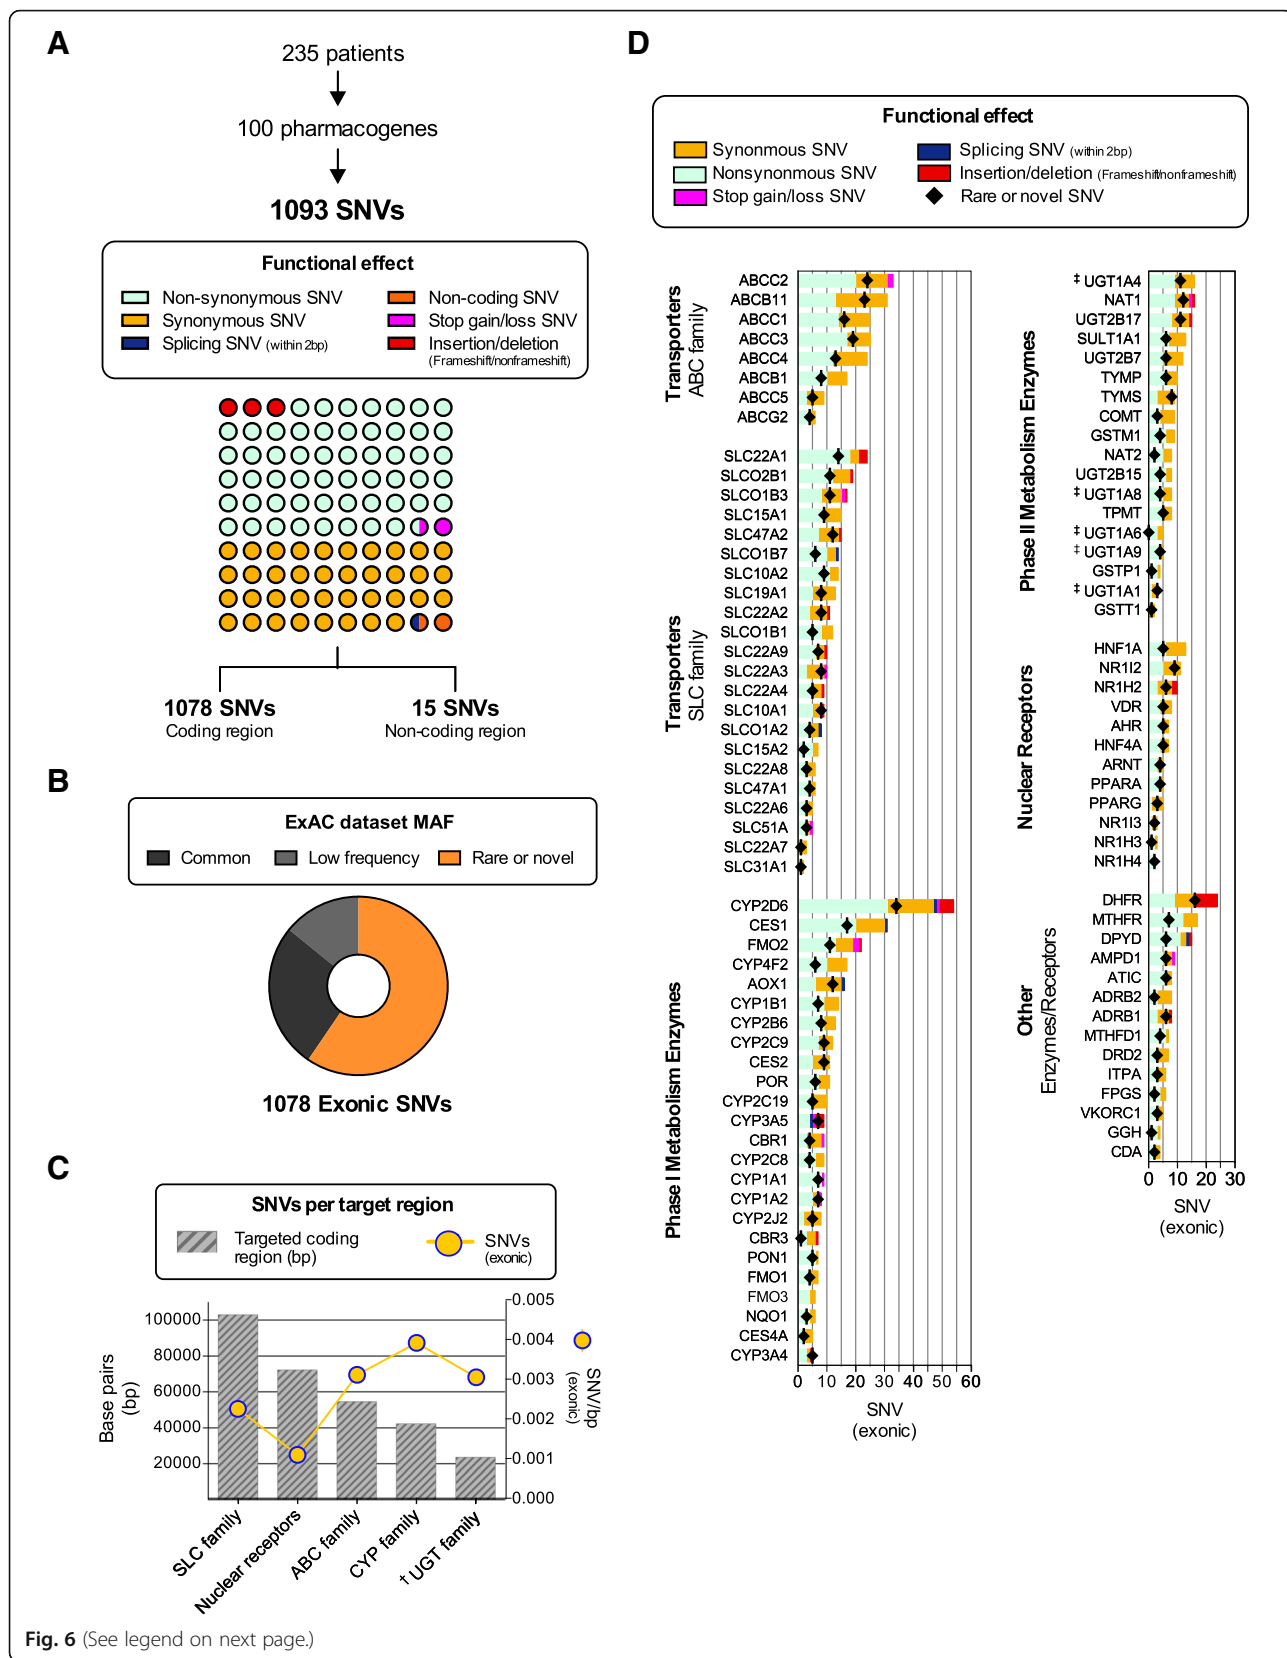 A
235 patients
100 pharmacogenes
1093 SNVs
Functional effect
Non-synonymous SNV
Synonymous SNV
Splicing SNV (within 2bp)
Non-coding SNV
Stop gain/loss SNV
Insertion/deletion
(Frameshift/nonframeshift)
1078 SNVs
Coding region
15 SNVs
Non-coding region
B
ExAC dataset MAF
Common
Low frequency
Rare or novel
1078 Exonic SNVs
C
SNVs per target region
Targeted coding
region (bp)
SNVs
(exonic)
Base pairs
(bp)
100000
80000
60000
40000
20000
0.005
0.004
0.003
0.002
0.001
0.000
SNV/bp
(exonic)
SLC family
Nuclear receptors
ABC family
CYP family
† UGT family
D
Functional effect
Synonmous SNV
Nonsynonmous SNV
Stop gain/loss SNV
Splicing SNV (within 2bp)
Insertion/deletion (Frameshift/nonframeshift)
Rare or novel SNV
Transporters
ABC family
ABCC2
ABCB11
ABCC1
ABCC3
ABCC4
ABCB1
ABCC5
ABCG2
Transporters
SLC family
SLC22A1
SLCO2B1
SLCO1B3
SLC15A1
SLC47A2
SLCO1B7
SLC10A2
SLC19A1
SLC22A2
SLCO1B1
SLC22A9
SLC22A3
SLC22A4
SLC10A1
SLCO1A2
SLC15A2
SLC22A8
SLC47A1
SLC22A6
SLC51A
SLC22A7
SLC31A1
Phase I Metabolism Enzymes
CYP2D6
CES1
FMO2
CYP4F2
AOX1
CYP1B1
CYP2B6
CYP2C9
CES2
POR
CYP2C19
CYP3A5
CBR1
CYP2C8
CYP1A1
CYP1A2
CYP2J2
CBR3
PON1
FMO1
FMO3
NQO1
CES4A
CYP3A4
0 10 20 30 40 50 60
SNV
(exonic)
Phase II Metabolism Enzymes
‡ UGT1A4
NAT1
UGT2B17
SULT1A1
UGT2B7
TYMP
TYMS
COMT
GSTM1
NAT2
UGT2B15
‡ UGT1A8
TPMT
‡ UGT1A6
‡ UGT1A9
GSTP1
‡ UGT1A1
GSTT1
Nuclear Receptors
HNF1A
NR1I2
NR1H2
VDR
AHR
HNF4A
ARNT
PPARA
PPARG
NR1I3
NR1H3
NR1H4
Other
Enzymes/Receptors
DHFR
MTHFR
DPYD
AMPD1
ATIC
ADRB2
ADRB1
MTHFD1
DRD2
ITPA
FPGS
VKORC1
GGH
CDA
0 10 20 30
SNV
(exonic)
Fig. 6 (See legend on next page.)